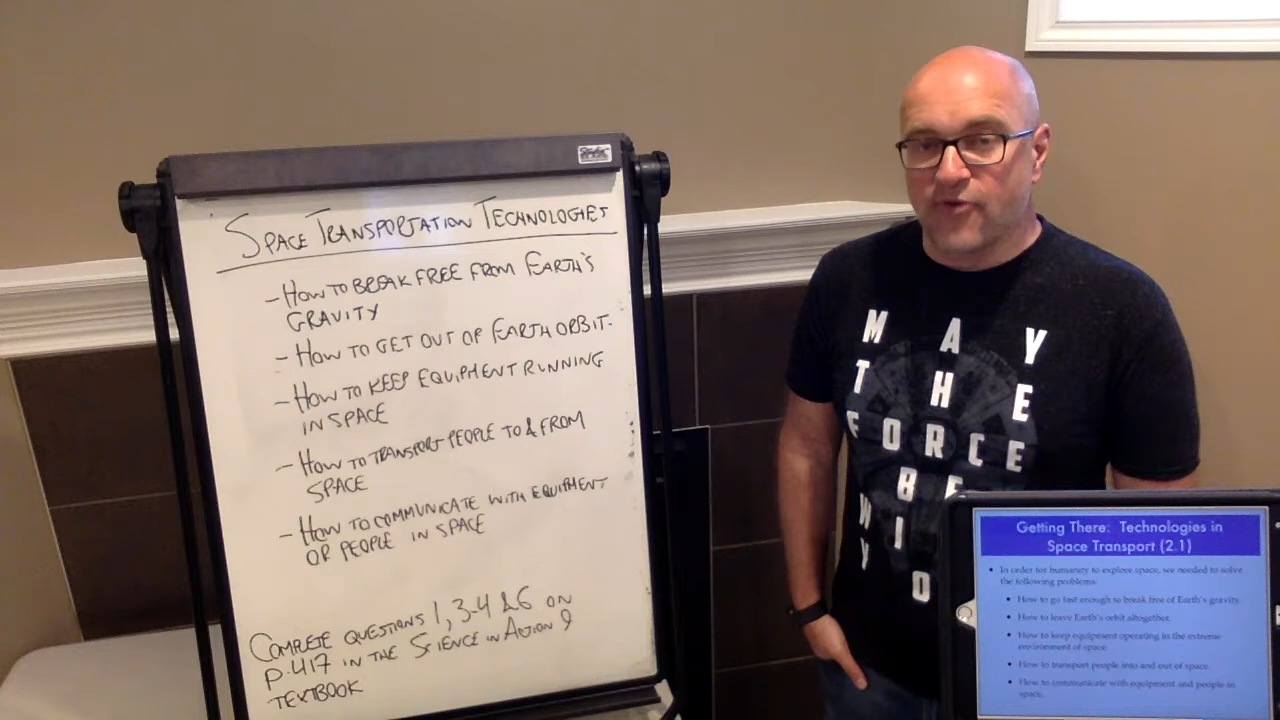 SPACE TRANSPORTATION TECHNOLOGIES
- HOW TO BREAK FREE FROM EARTH'S
GRAVITY
- HOW TO GET OUT OF EARTH ORBIT.
- HOW TO KEEP EQUIPMENT RUNNING
IN SPACE
- HOW TO TRANSPORT PEOPLE TO & FROM
SPACE
- HOW TO COMMUNICATE WITH EQUIPMENT
OR PEOPLE IN SPACE
COMPLETE QUESTIONS 1, 3-4 & 6 ON
P. 417 IN THE SCIENCE IN ACTION 9
TEXTBOOK
MAY
THE
FORCE
BE
WI
YO
Getting There: Technologies in
Space Transport (2.1)
• In order for humanity to explore space, we needed to solve
the following problems:
• How to go fast enough to break free of Earth's gravity.
• How to leave Earth's orbit altogether.
• How to keep equipment operating in the extreme
environment of space.
• How to transport people into and out of space.
• How to communicate with equipment and people in
space.